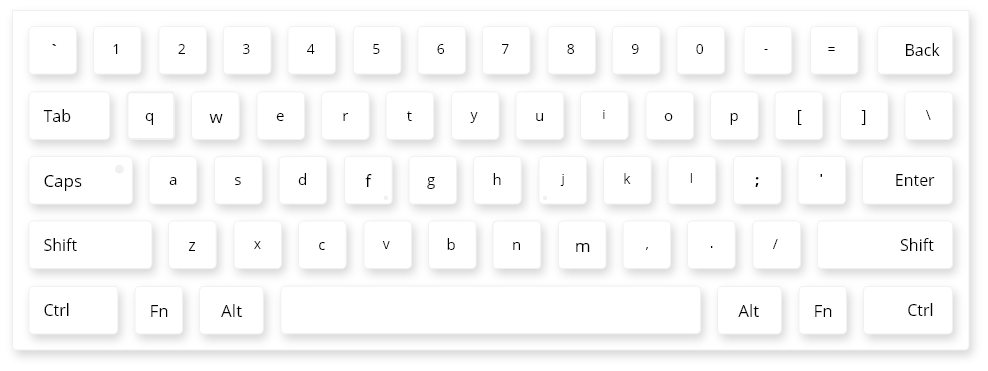 ` 1 2 3 4 5 6 7 8 9 0 - = Back
Tab q w e r t y u i o p [ ] \
Caps a s d f g h j k l ; ' Enter
Shift z x c v b n m , . / Shift
Ctrl Fn Alt Alt Fn Ctrl